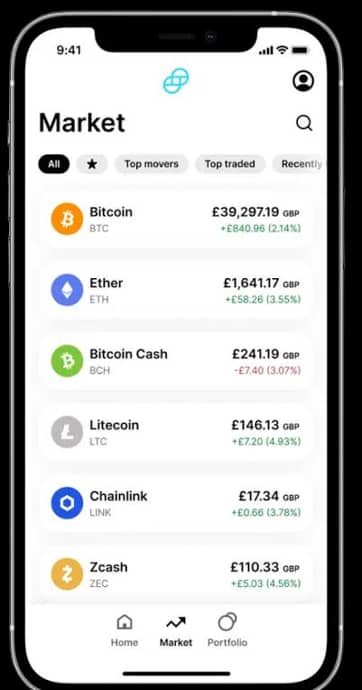 9:41
Market
All ★ Top movers Top traded Recently
Bitcoin £39,297.19 GBP
BTC +£840.96 (2.14%)
Ether £1,641.17 GBP
ETH +£58.26 (3.55%)
Bitcoin Cash £241.19 GBP
BCH -£7.40 (3.07%)
Litecoin £146.13 GBP
LTC +£7.20 (4.93%)
Chainlink £17.34 GBP
LINK +£0.66 (3.78%)
Zcash £110.33 GBP
ZEC +£5.03 (4.56%)
Home Market Portfolio